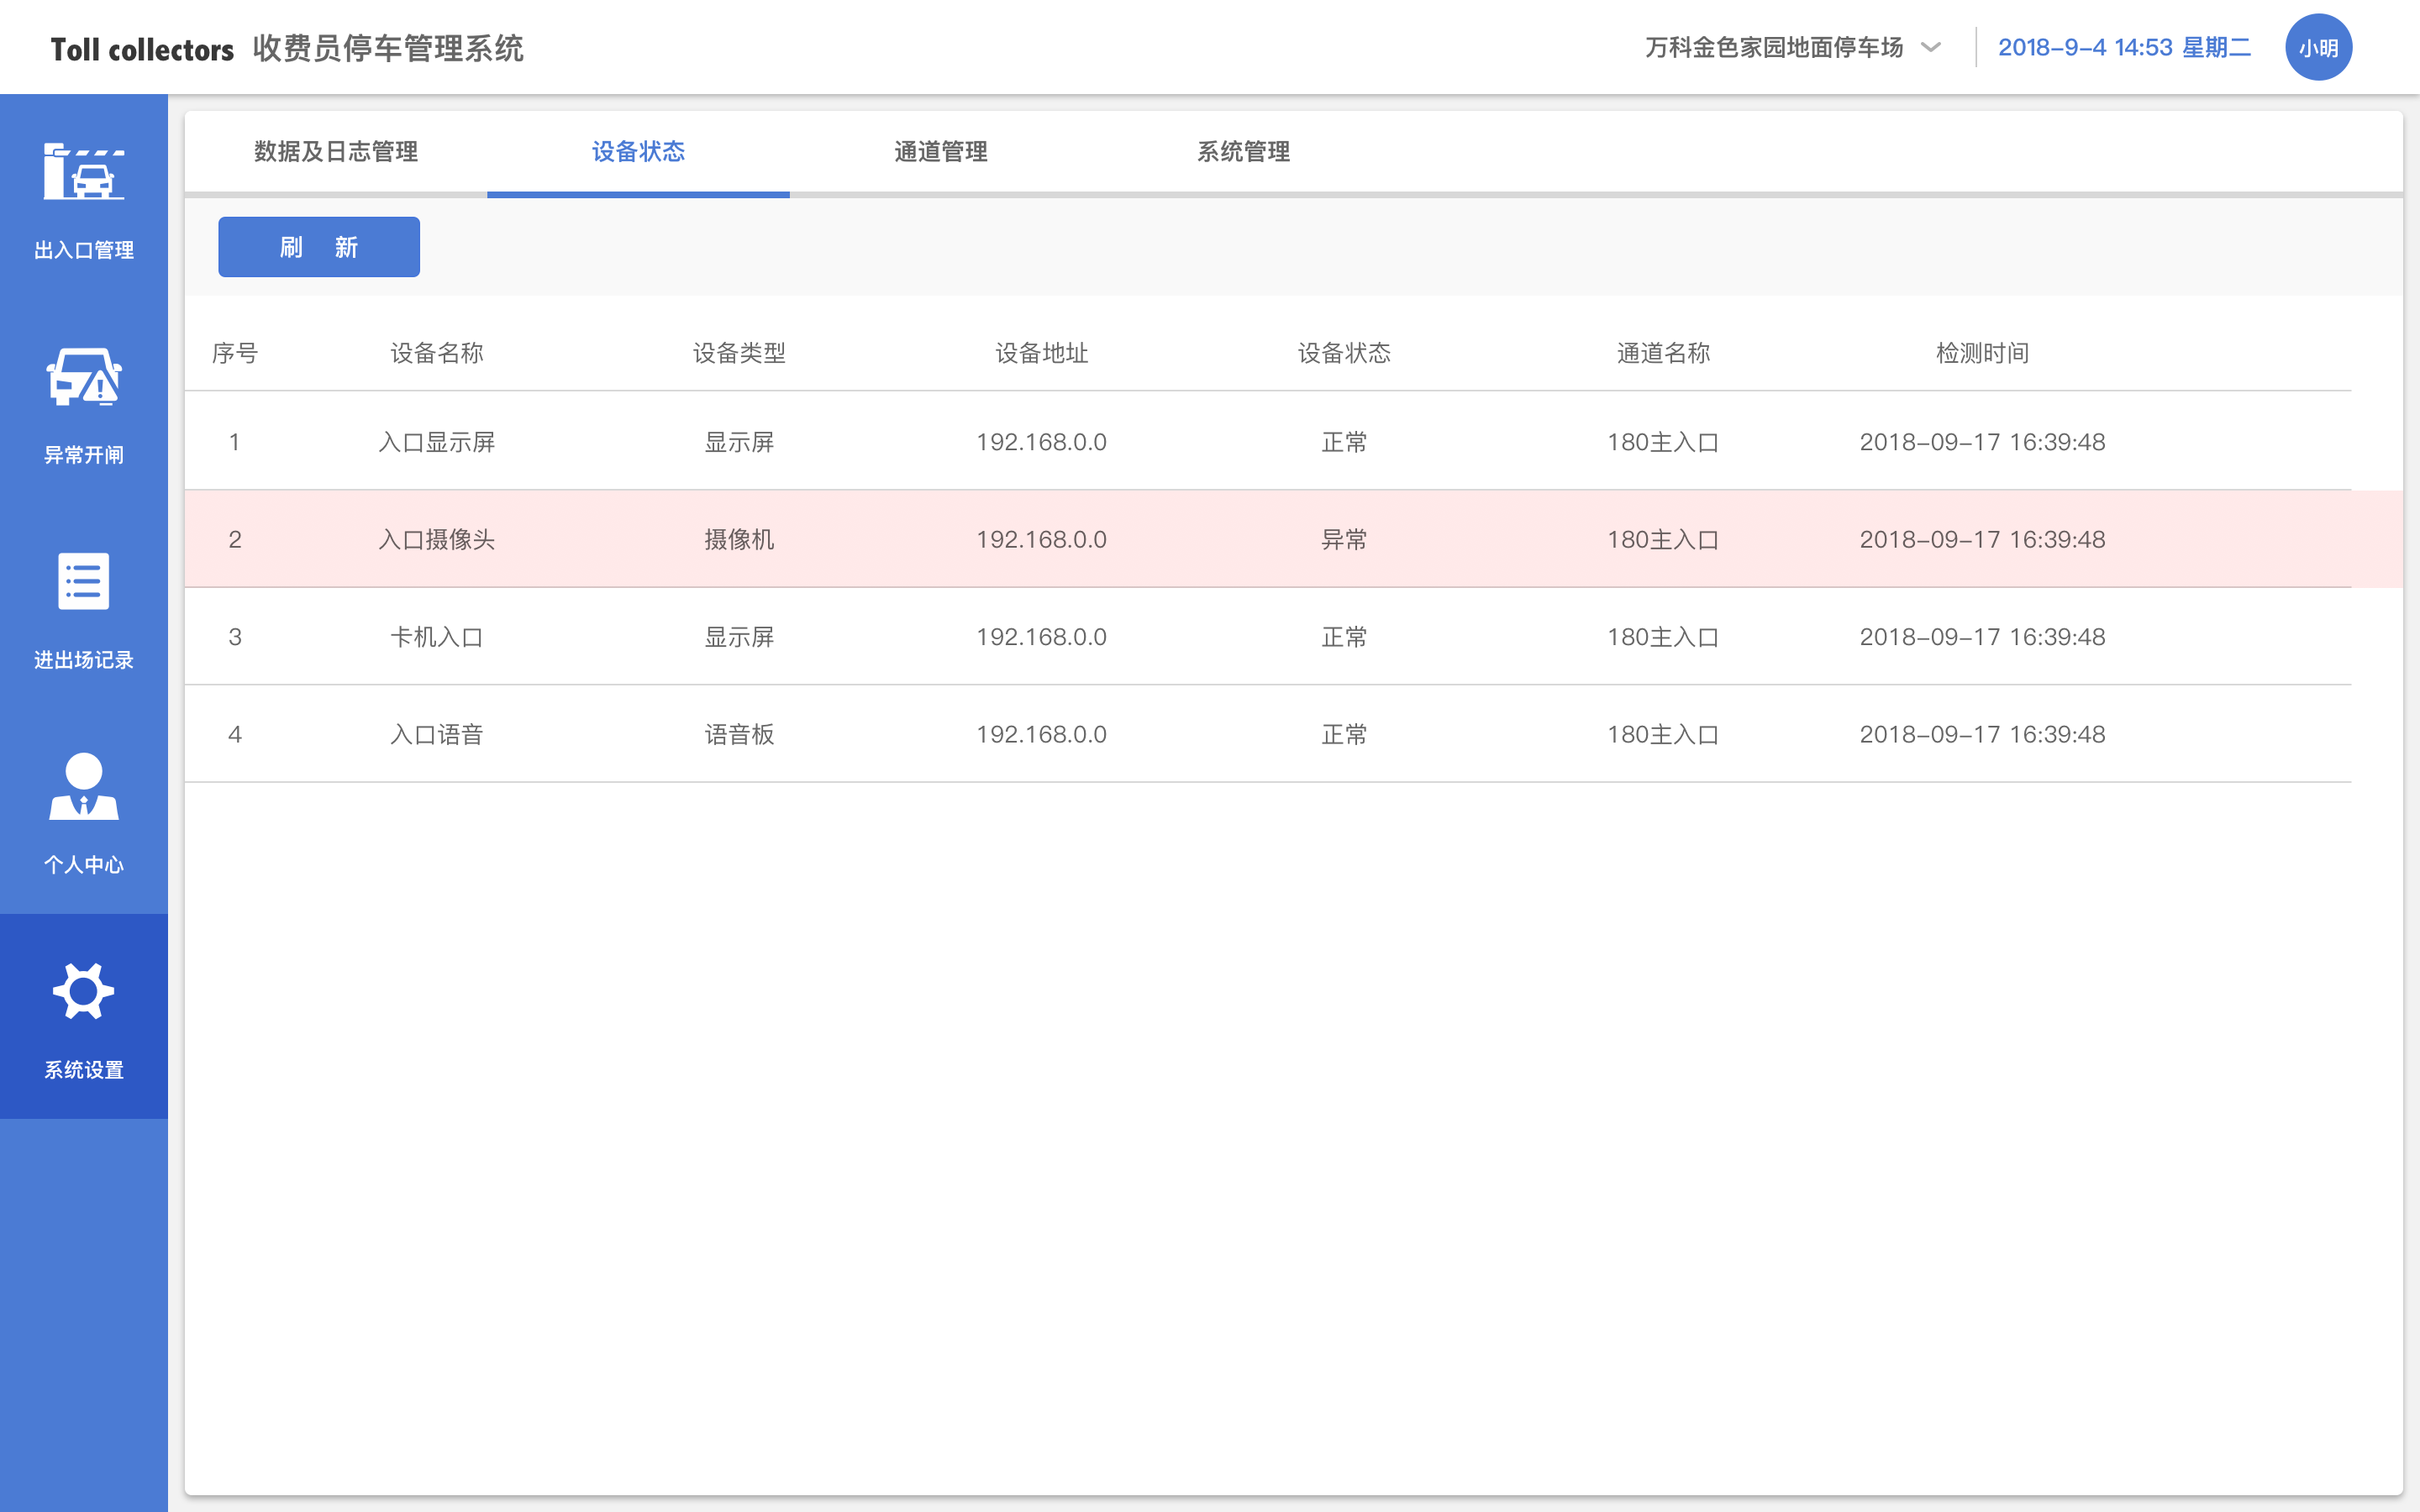 Toll collectors 收费员停车管理系统
万科金色家园地面停车场 2018-9-4 14:53 星期二 小明
出入口管理
异常开闸
进出场记录
个人中心
系统设置
数据及日志管理 设备状态 通道管理 系统管理
刷 新
序号 设备名称 设备类型 设备地址 设备状态 通道名称 检测时间
1 入口显示屏 显示屏 192.168.0.0 正常 180主入口 2018-09-17 16:39:48
2 入口摄像头 摄像机 192.168.0.0 异常 180主入口 2018-09-17 16:39:48
3 卡机入口 显示屏 192.168.0.0 正常 180主入口 2018-09-17 16:39:48
4 入口语音 语音板 192.168.0.0 正常 180主入口 2018-09-17 16:39:48